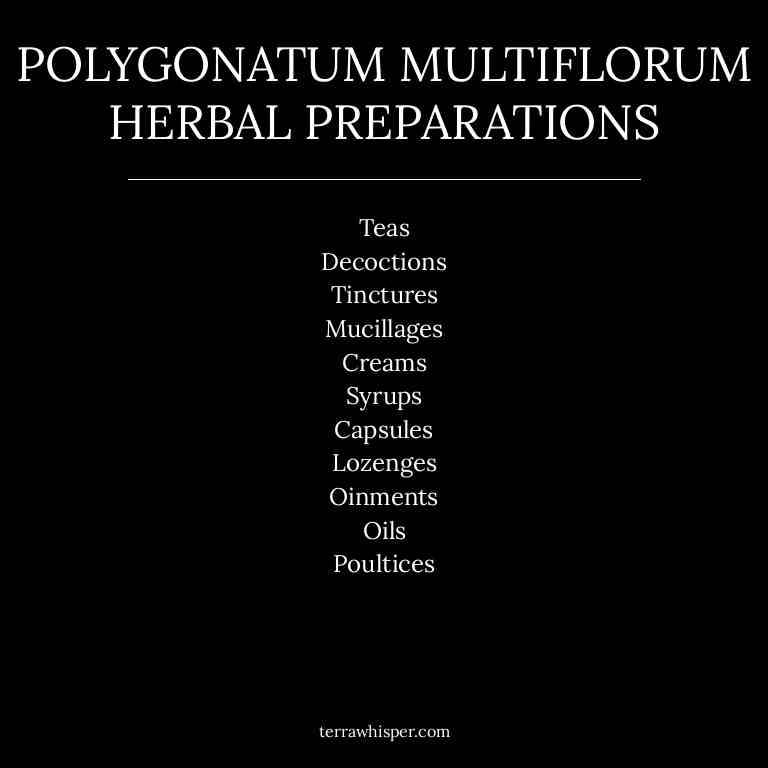 POLYGONATUM MULTIFLORUM
HERBAL PREPARATIONS
Teas
Decoctions
Tinctures
Mucillages
Creams
Syrups
Capsules
Lozenges
Oinments
Oils
Poultices
terrawhisper.com